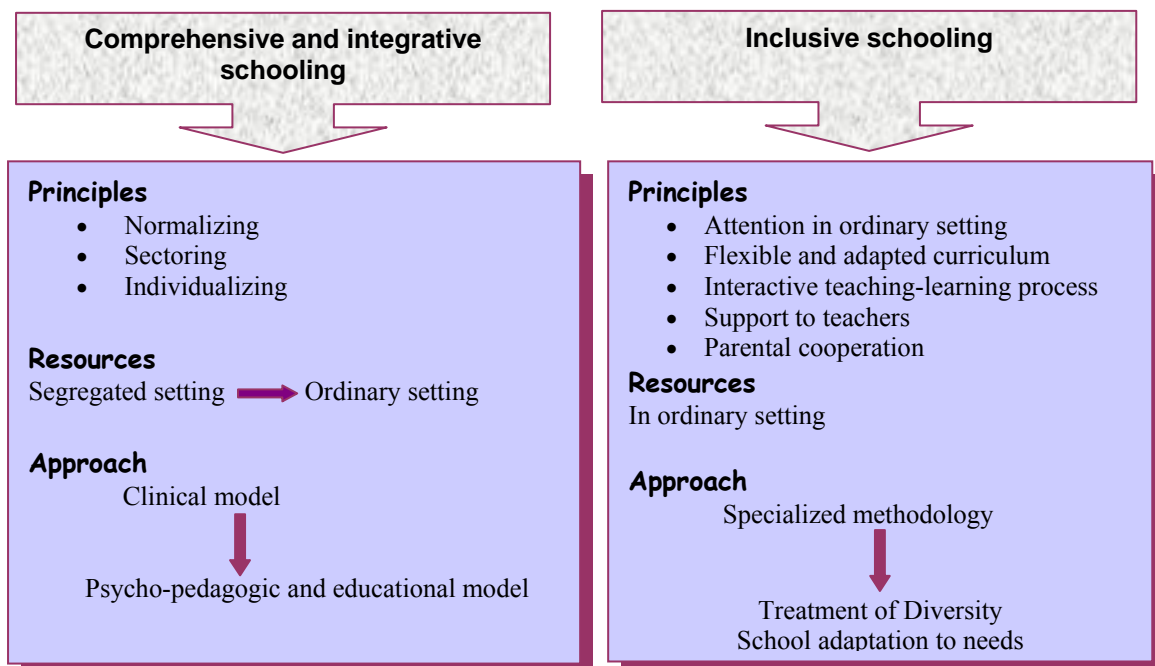 Comprehensive and integrative
schooling
Principles
• Normalizing
• Sectoring
• Individualizing
Resources
Segregated setting Ordinary setting
Approach
Clinical model
Psycho-pedagogic and educational model
Inclusive schooling
Principles
• Attention in ordinary setting
• Flexible and adapted curriculum
• Interactive teaching-learning process
• Support to teachers
• Parental cooperation
Resources
In ordinary setting
Approach
Specialized methodology
Treatment of Diversity
School adaptation to needs